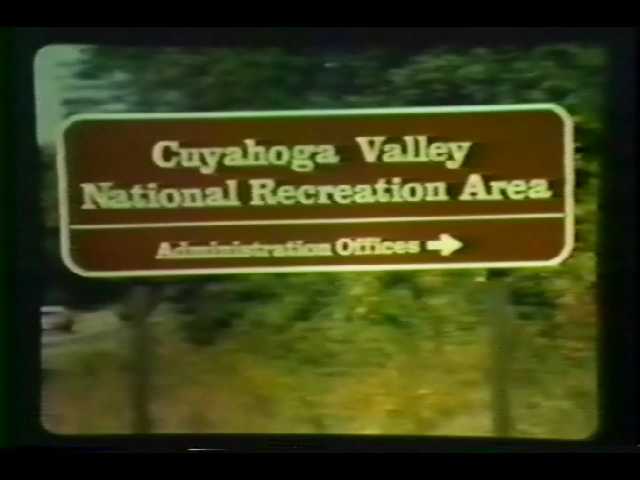 Cuyahoga Valley
National Recreation Area
Administration Offices →